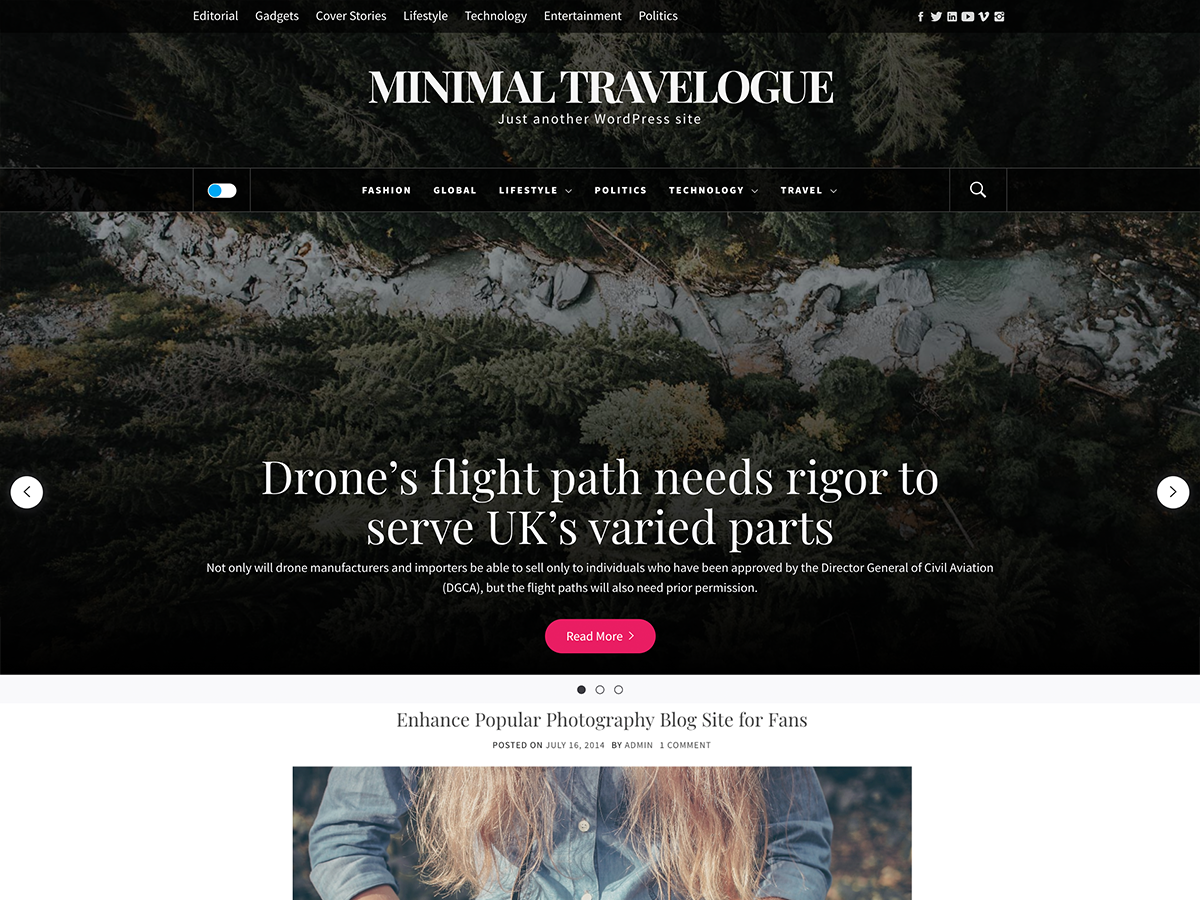 Editorial Gadgets Cover Stories Lifestyle Technology Entertainment Politics
MINIMAL TRAVELOGUE
Just another WordPress site
FASHION GLOBAL LIFESTYLE POLITICS TECHNOLOGY TRAVEL
Drone’s flight path needs rigor to
serve UK’s varied parts
Not only will drone manufacturers and importers be able to sell only to individuals who have been approved by the Director General of Civil Aviation
(DGCA), but the flight paths will also need prior permission.
Read More
Enhance Popular Photography Blog Site for Fans
POSTED ON JULY 16, 2014 BY ADMIN 1 COMMENT